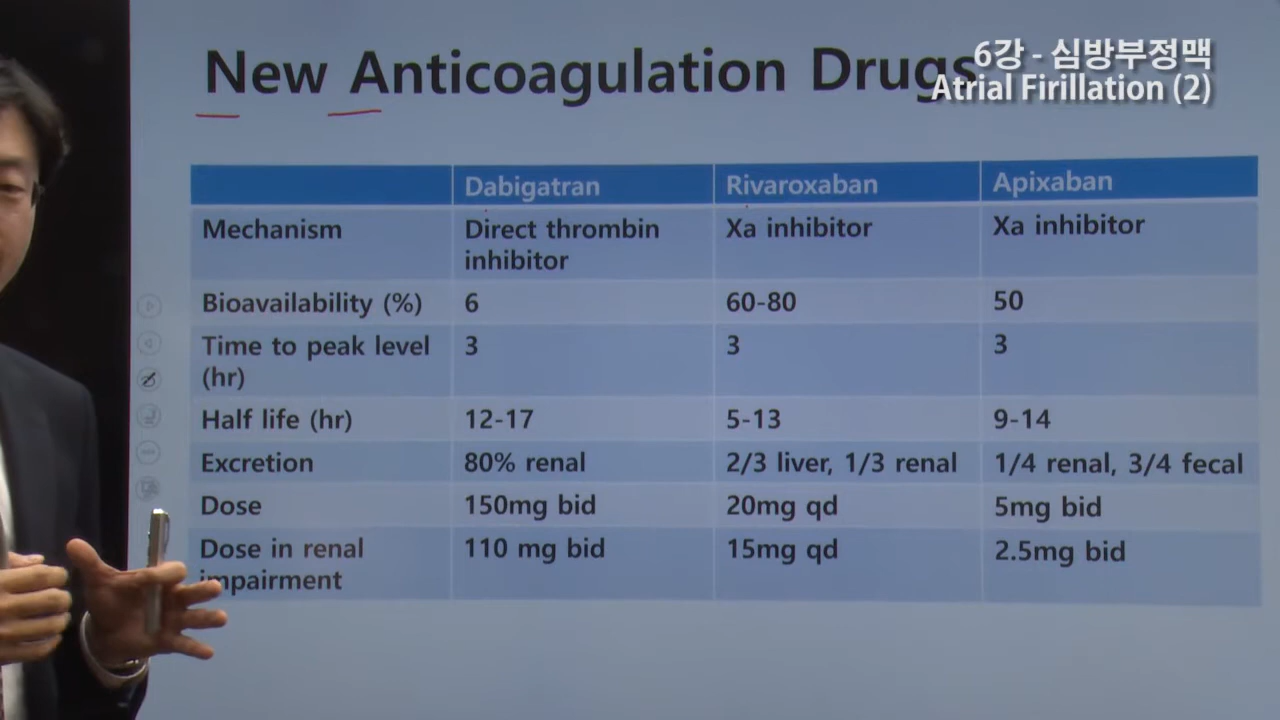 6강 - 심방부정맥
Atrial Firillation (2)
New Anticoagulation Drugs
Dabigatran Rivaroxaban Apixaban
Mechanism Direct thrombin inhibitor Xa inhibitor Xa inhibitor
Bioavailability (%) 6 60-80 50
Time to peak level (hr) 3 3 3
Half life (hr) 12-17 5-13 9-14
Excretion 80% renal 2/3 liver, 1/3 renal 1/4 renal, 3/4 fecal
Dose 150mg bid 20mg qd 5mg bid
Dose in renal impairment 110 mg bid 15mg qd 2.5mg bid